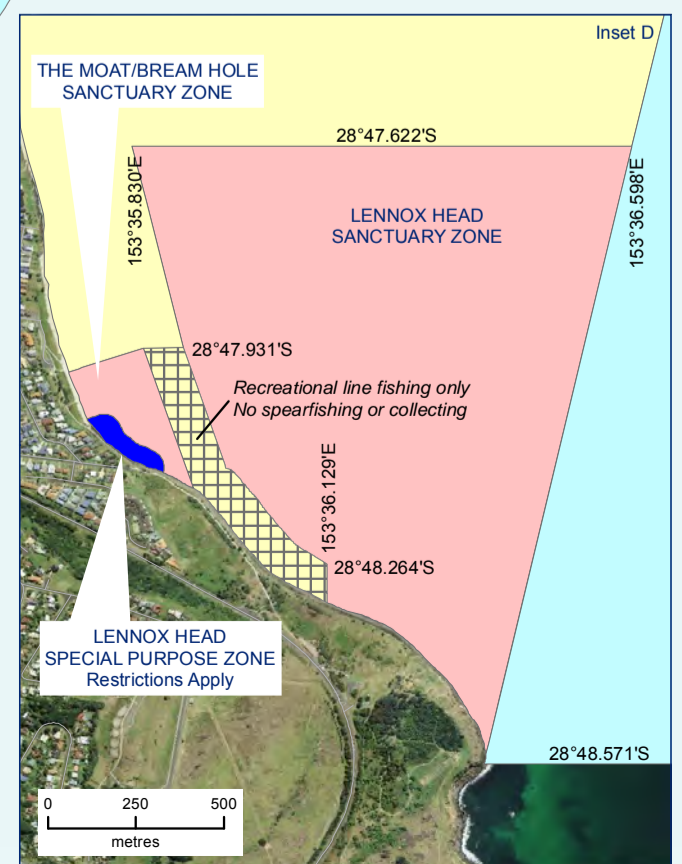 Inset D
THE MOAT/BREAM HOLE
SANCTUARY ZONE
28°47.622'S
153°35.830'E
153°36.598'E
LENNOX HEAD
SANCTUARY ZONE
28°47.931'S
Recreational line fishing only
No spearfishing or collecting
153°36.129'E
28°48.264'S
LENNOX HEAD
SPECIAL PURPOSE ZONE
Restrictions Apply
28°48.571'S
0 250 500
metres